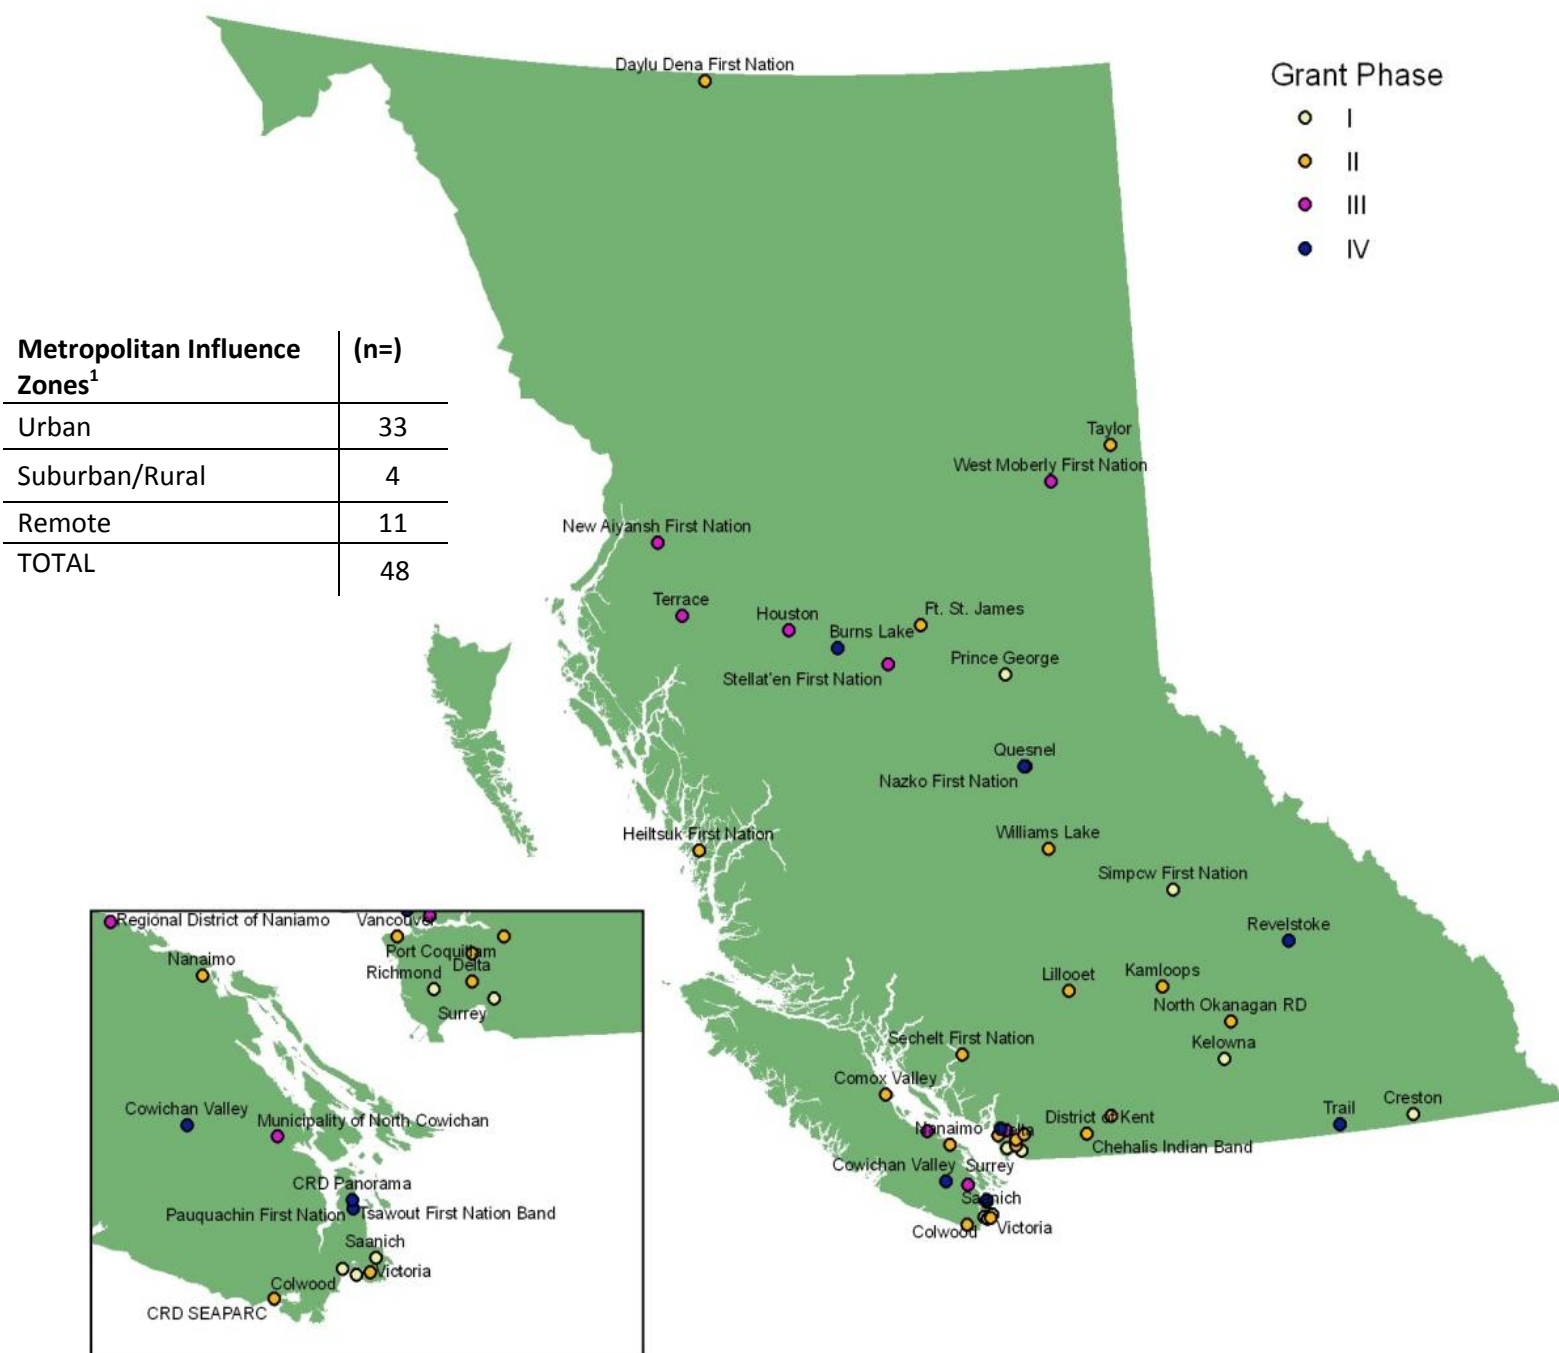 Daylu Dena First Nation
Grant Phase
I
II
III
IV
Metropolitan Influence (n=)
Zones1
Urban 33
Suburban/Rural 4
Remote 11
TOTAL 48
Taylor
West Moberly First Nation
New Aiyansh First Nation
Terrace
Houston
Ft. St. James
Burns Lake
Prince George
Stellat'en First Nation
Quesnel
Nazko First Nation
Heiltsuk First Nation
Williams Lake
Simpcw First Nation
Revelstoke
Lillooet
Kamloops
North Okanagan RD
Kelowna
Sechelt First Nation
Comox Valley
Creston
Trail
District of Kent
Nanaimo
Delta
Chehalis Indian Band
Cowichan Valley
Surrey
Saanich
Colwood
Victoria
Regional District of Naniamo
Vancouver
Nanaimo
Port Coquitlam
Richmond
Delta
Surrey
Cowichan Valley
Municipality of North Cowichan
CRD Panorama
Pauquachin First Nation
Tsawout First Nation Band
Saanich
Victoria
Colwood
CRD SEAPARC